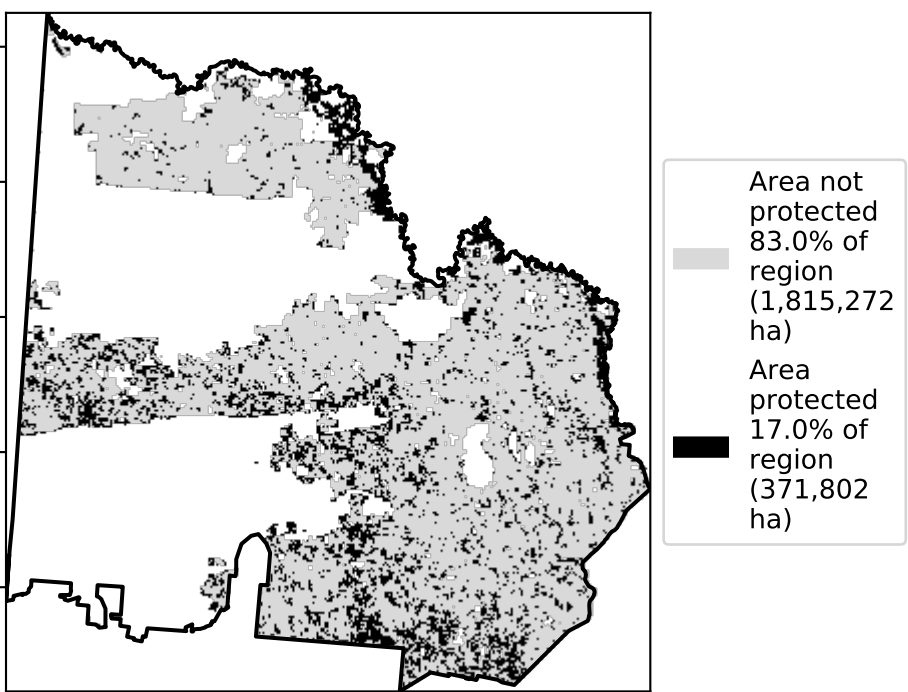 Area not
protected
83.0% of
region
(1,815,272
ha)
Area
protected
17.0% of
region
(371,802
ha)